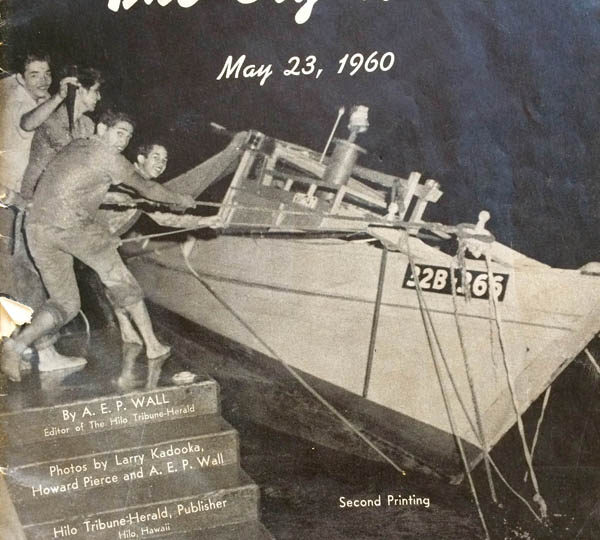 May 23, 1960
32B-366
By A. E. P. WALL
Editor of The Hilo Tribune-Herald
Photos by Larry Kadooka,
Howard Pierce and A. E. P. Wall
Hilo Tribune-Herald, Publisher
Hilo, Hawaii
Second Printing